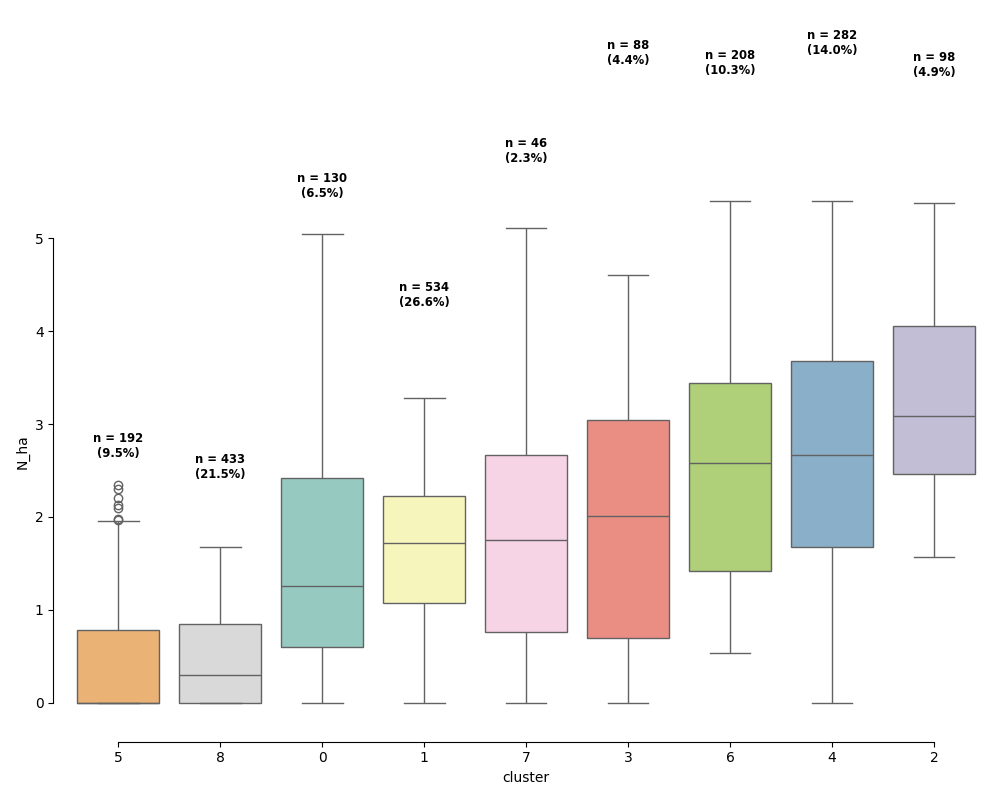 n = 88
(4.4%)
n = 208
(10.3%)
n = 282
(14.0%)
n = 98
(4.9%)
n = 46
(2.3%)
n = 130
(6.5%)
n = 534
(26.6%)
n = 192
(9.5%)
n = 433
(21.5%)
N_ha
5
4
3
2
1
0
5
8
0
1
7
3
6
4
2
cluster